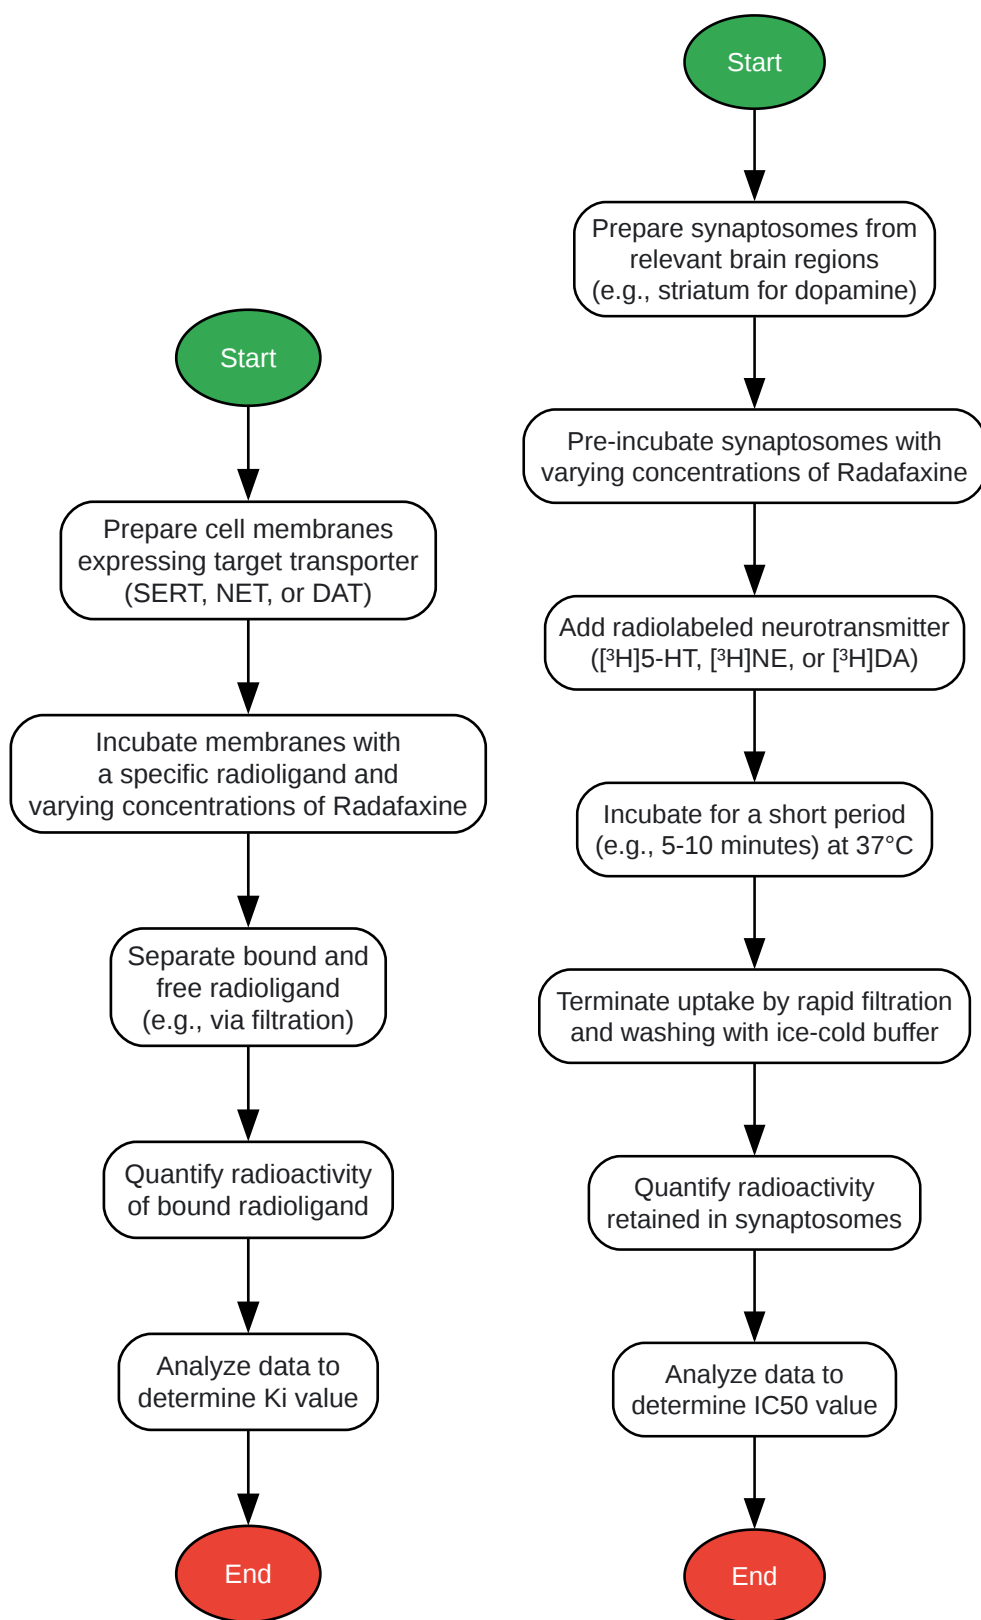 Start
Prepare cell membranes
expressing target transporter
(SERT, NET, or DAT)
Incubate membranes with
a specific radioligand and
varying concentrations of Radafaxine
Separate bound and
free radioligand
(e.g., via filtration)
Quantify radioactivity
of bound radioligand
Analyze data to
determine Ki value
End
Start
Prepare synaptosomes from
relevant brain regions
(e.g., striatum for dopamine)
Pre-incubate synaptosomes with
varying concentrations of Radafaxine
Add radiolabeled neurotransmitter
([³H]5-HT, [³H]NE, or [³H]DA)
Incubate for a short period
(e.g., 5-10 minutes) at 37°C
Terminate uptake by rapid filtration
and washing with ice-cold buffer
Quantify radioactivity
retained in synaptosomes
Analyze data to
determine IC50 value
End